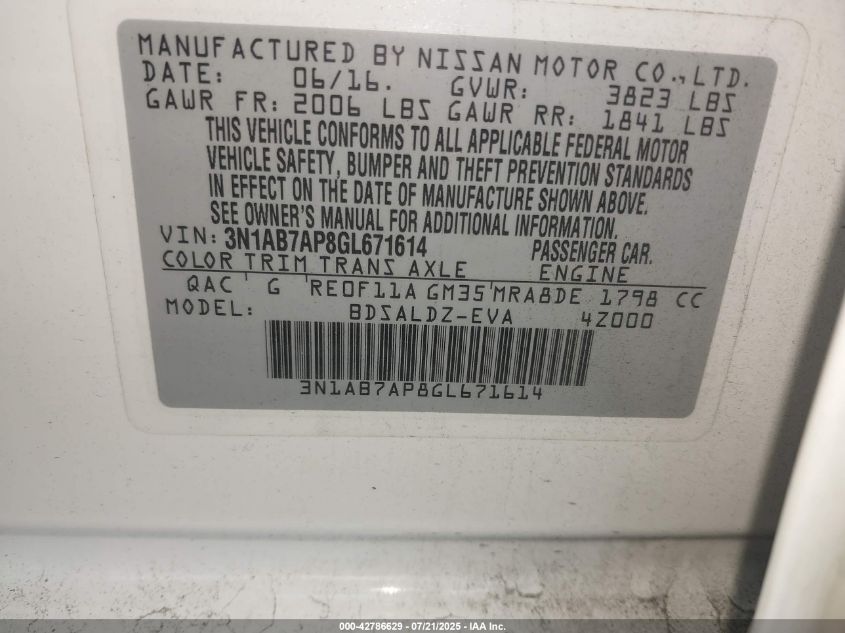 MANUFACTURED BY NISSAN MOTOR CO., LTD.
DATE: 06/16. GVWR: 3823 LBS
GAWR FR: 2006 LBS GAWR RR: 1841 LBS
THIS VEHICLE CONFORMS TO ALL APPLICABLE FEDERAL MOTOR
VEHICLE SAFETY, BUMPER AND THEFT PREVENTION STANDARDS
IN EFFECT ON THE DATE OF MANUFACTURE SHOWN ABOVE.
SEE OWNER'S MANUAL FOR ADDITIONAL INFORMATION.
VIN: 3N1AB7AP8GL671614 PASSENGER CAR.
COLOR TRIM TRANS AXLE ENGINE
QAC G RE0F11A GM35 MRA8DE 1798 CC
MODEL: BDSALDZ-EVA 4Z000
3N1AB7AP8GL671614
000-42786629 / 07/21/2025 - IAA Inc.